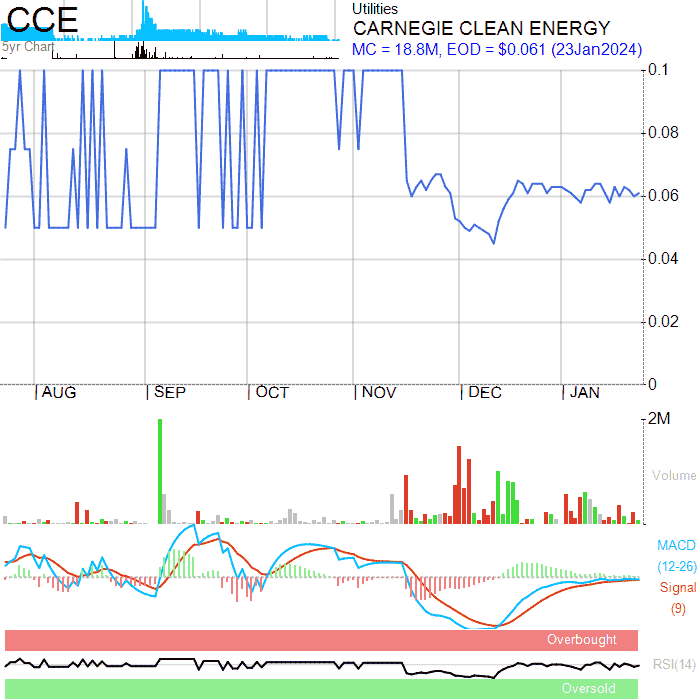 CCE
5yr Chart
Utilities
CARNEGIE CLEAN ENERGY
MC = 18.8M, EOD = $0.061 (23Jan2024)
0.1
0.08
0.06
0.04
0.02
0
AUG SEP OCT NOV DEC JAN
2M
Volume
MACD
(12-26)
Signal
(9)
Overbought
RSI(14)
Oversold